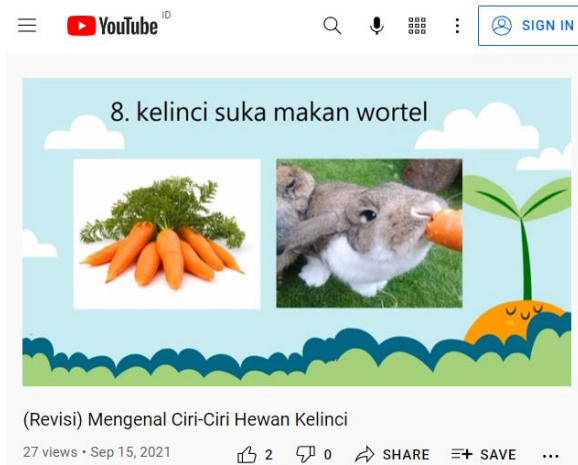 YouTube ID
SIGN IN
8. kelinci suka makan wortel
(Revisi) Mengenal Ciri-Ciri Hewan Kelinci
27 views • Sep 15, 2021
2 0 SHARE SAVE